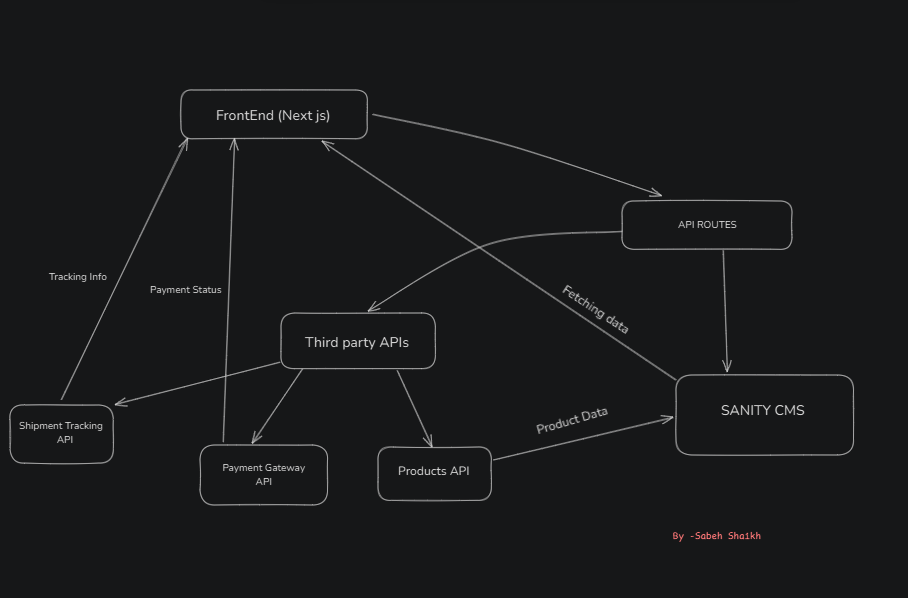 FrontEnd (Next js)
API ROUTES
Tracking Info
Payment Status
Fetching data
Third party APIs
SANITY CMS
Shipment Tracking
API
Product Data
Payment Gateway
API
Products API
By -Sabeh Shaikh